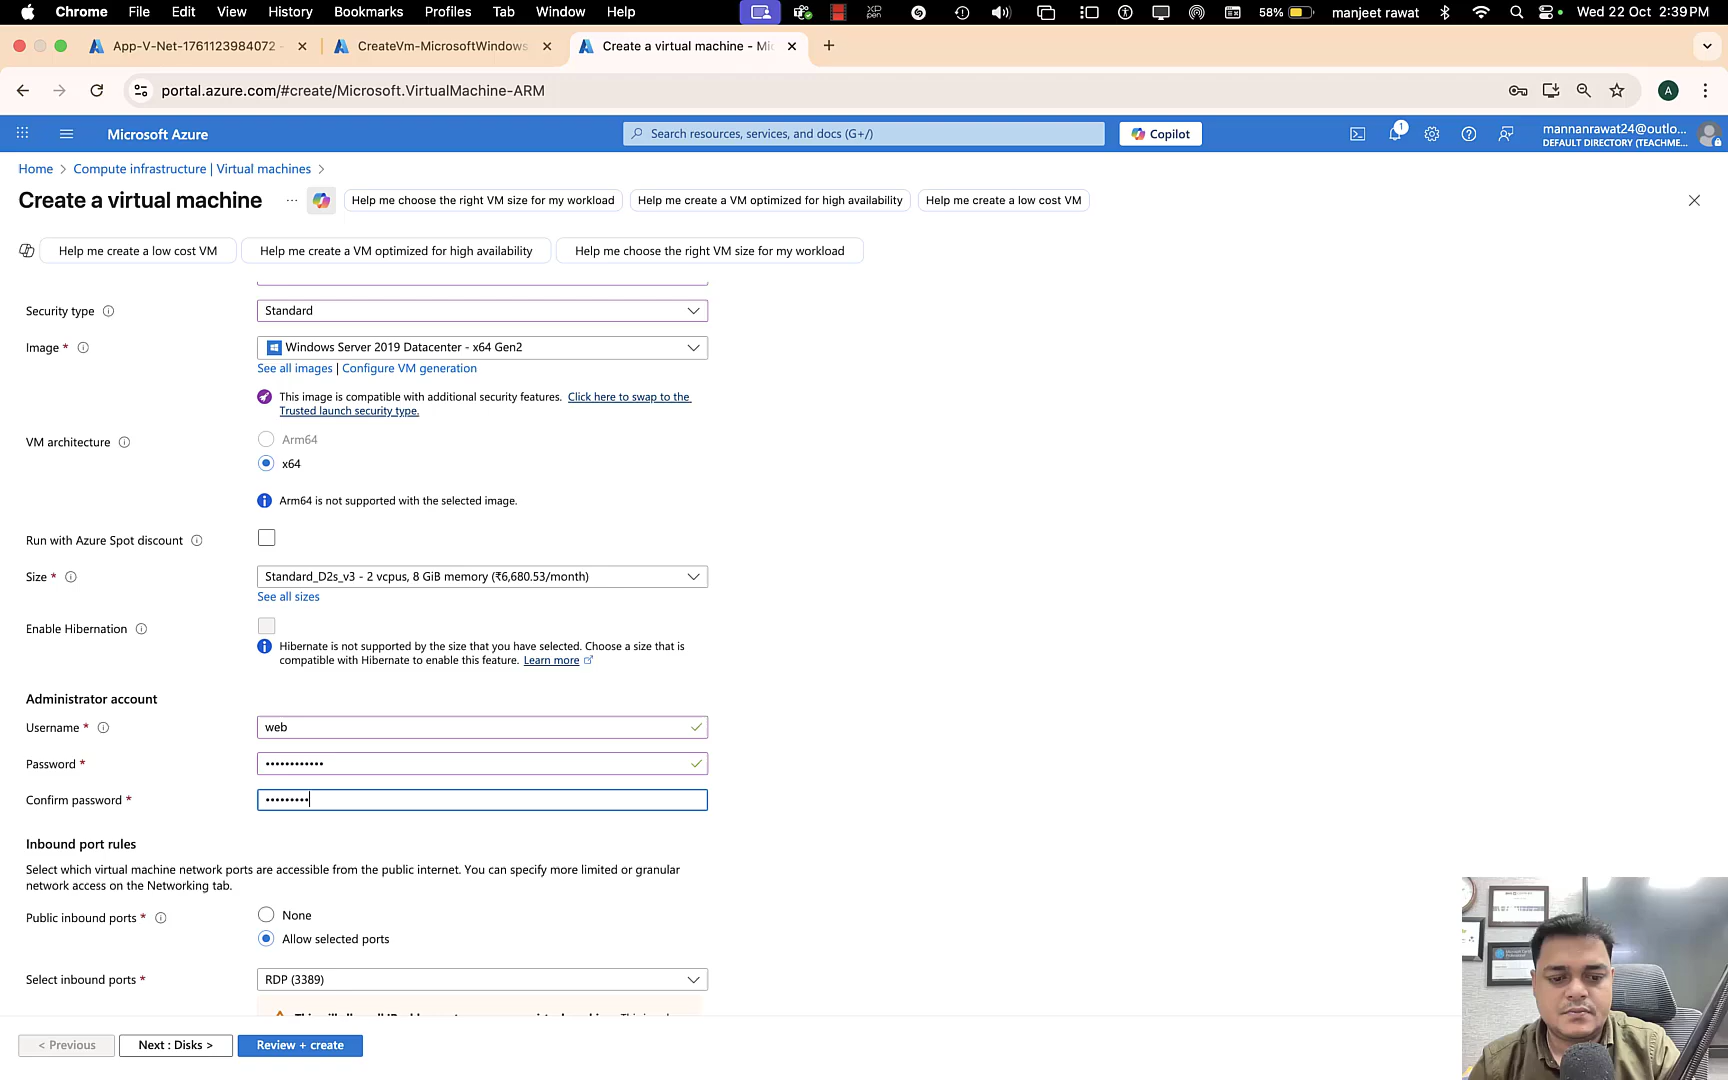 Chrome File Edit View History Bookmarks Profiles Tab Window Help 58% manjeet rawat Wed 22 Oct 2:39 PM
App-V-Net-1761123984072 - CreateVm-MicrosoftWindows Create a virtual machine - Mic
portal.azure.com/#create/Microsoft.VirtualMachine-ARM A
Microsoft Azure Search resources, services, and docs (G+/) Copilot 1 mannanrawat24@outlo...
DEFAULT DIRECTORY (TEACHME...
Home > Compute infrastructure | Virtual machines >
Create a virtual machine ... Help me choose the right VM size for my workload Help me create a VM optimized for high availability Help me create a low cost VM
Help me create a low cost VM Help me create a VM optimized for high availability Help me choose the right VM size for my workload
Security type Standard
Image * Windows Server 2019 Datacenter - x64 Gen2
See all images | Configure VM generation
This image is compatible with additional security features. Click here to swap to the
Trusted launch security type.
VM architecture Arm64
x64
Arm64 is not supported with the selected image.
Run with Azure Spot discount
Size * Standard_D2s_v3 - 2 vcpus, 8 GiB memory (₹6,680.53/month)
See all sizes
Enable Hibernation
Hibernate is not supported by the size that you have selected. Choose a size that is
compatible with Hibernate to enable this feature. Learn more
Administrator account
Username * web
Password * ••••••••••••
Confirm password * •••••••••
Inbound port rules
Select which virtual machine network ports are accessible from the public internet. You can specify more limited or granular
network access on the Networking tab.
Public inbound ports * None
Allow selected ports
Select inbound ports * RDP (3389)
< Previous Next : Disks > Review + create